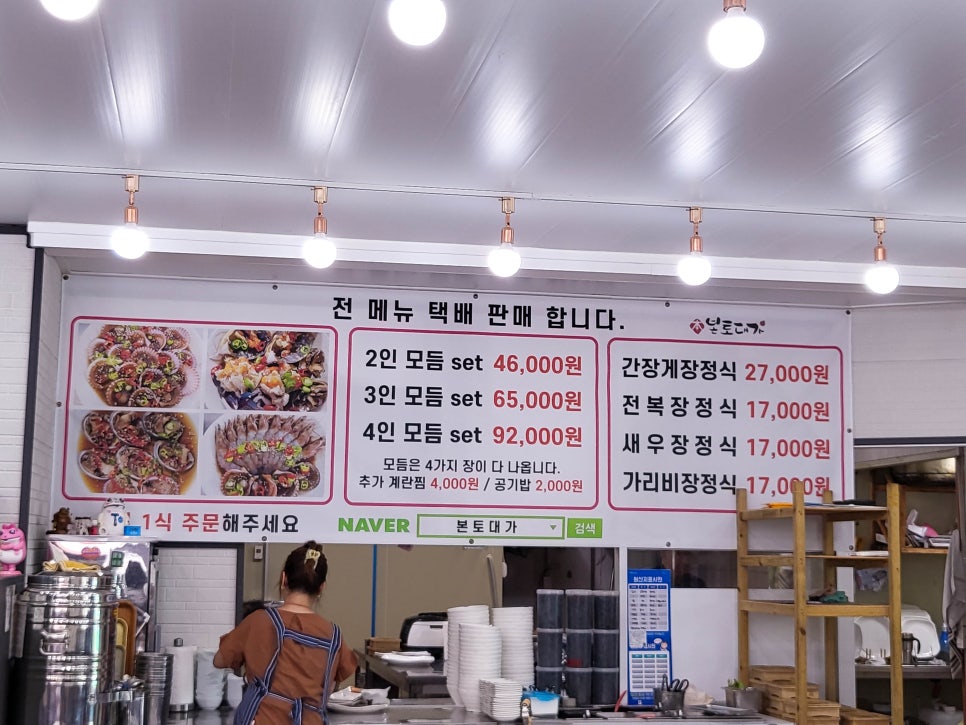 전 메뉴 택배 판매 합니다.
본토대가
2인 모듬 set 46,000원
3인 모듬 set 65,000원
4인 모듬 set 92,000원
모듬은 4가지 장이 다 나옵니다.
추가 계란찜 4,000원 / 공기밥 2,000원
간장게장정식 27,000원
전복장정식 17,000원
새우장정식 17,000원
가리비장정식 17,000원
1식 주문해주세요
NAVER 본토대가 검색
원산지표시판